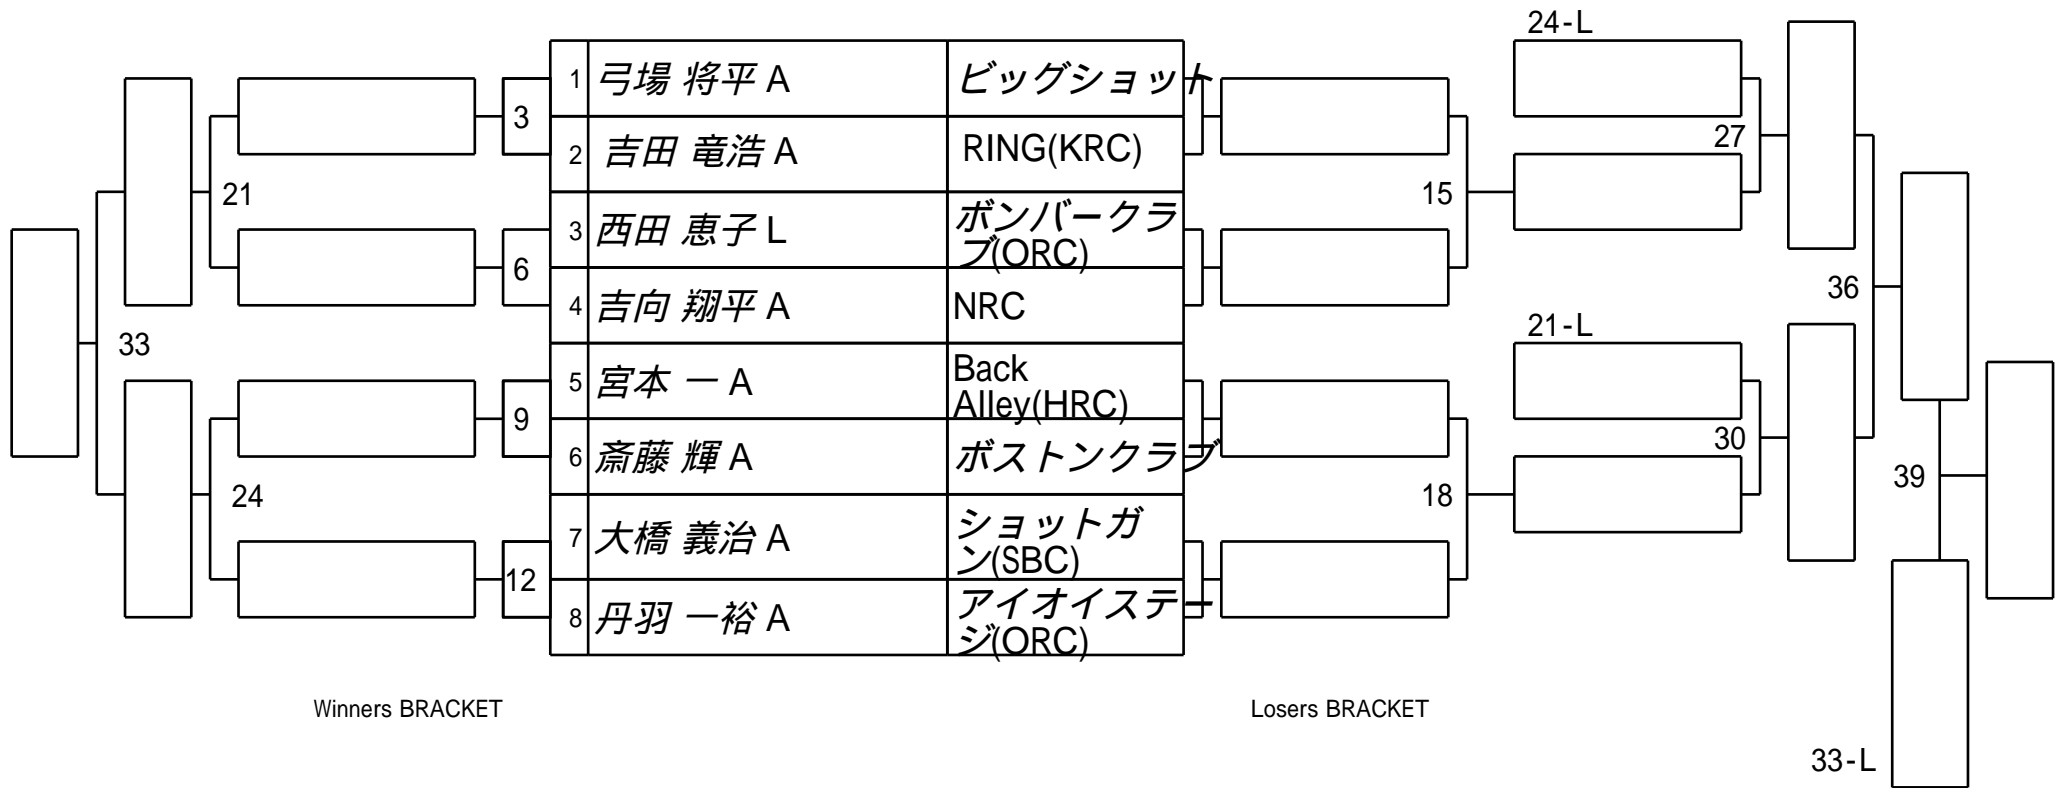 24-L
1 弓場 将平 A ビッグショット
3
27
2 吉田 竜浩 A RING(KRC)
21
15
3 西田 恵子 L ボンバークラ
ブ(ORC)
6
36
4 吉向 翔平 A NRC
21-L
33
5 宮本 一 A Back
Alley(HRC)
9
30
6 斎藤 輝 A ボストンクラブ
39
24
18
7 大橋 義治 A ショットガ
ン(SBC)
12
8 丹羽 一裕 A アイオイステー
ジ(ORC)
Winners BRACKET
Losers BRACKET
33-L